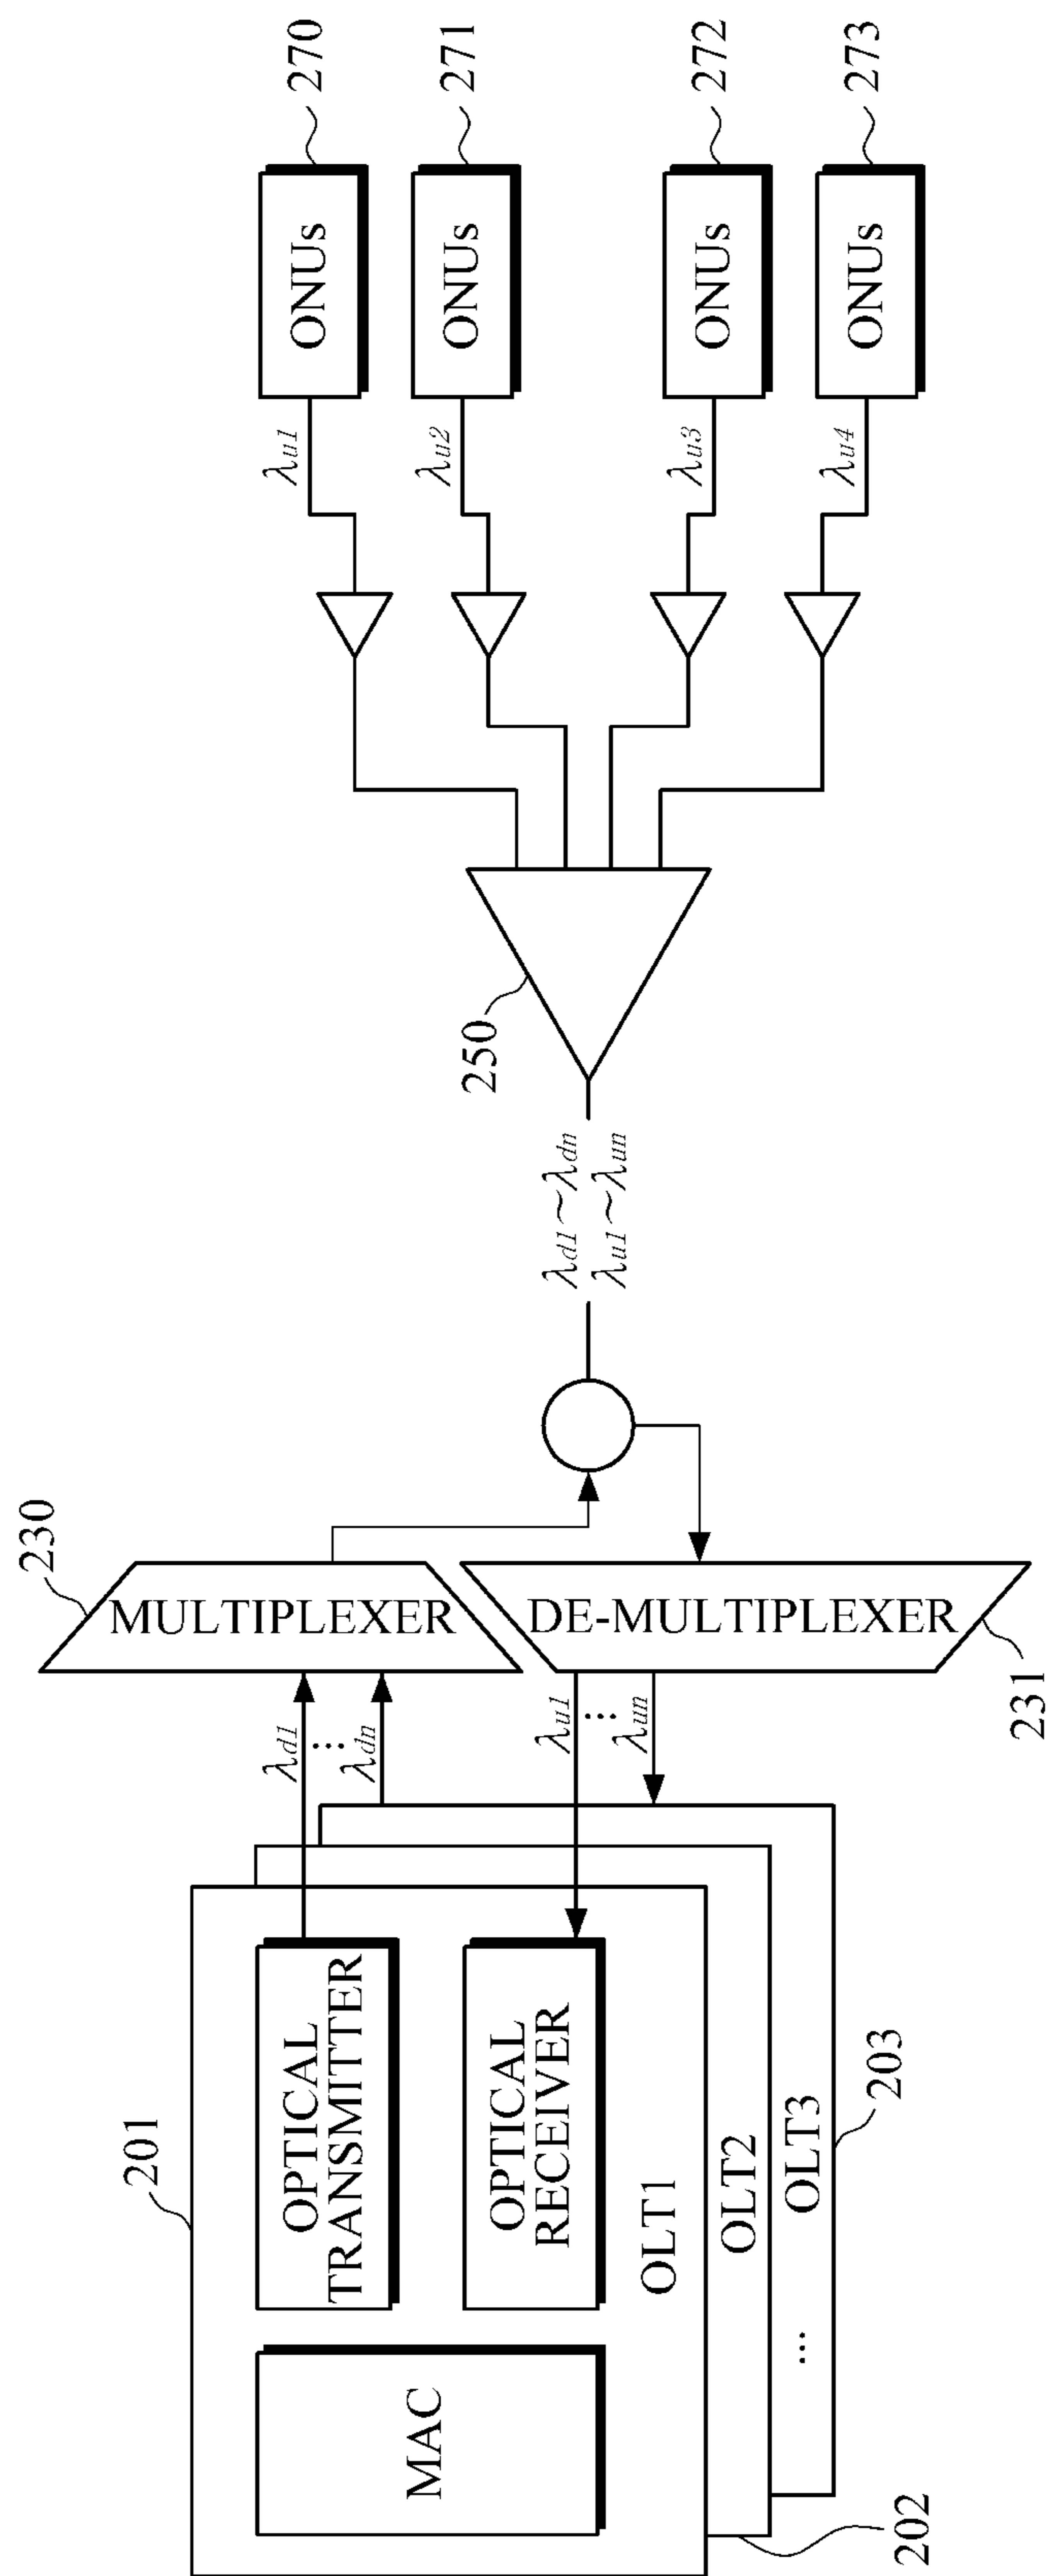 201
202
203
MAC
OPTICAL
TRANSMITTER
OPTICAL
RECEIVER
OLT1
OLT2
... OLT3
λd1
...
λdn
λu1
...
λun
230
MULTIPLEXER
DE-MULTIPLEXER
231
λd1~λdn
λu1~λun
250
λu1
λu2
λu3
λu4
ONUs
270
ONUs
271
ONUs
272
ONUs
273